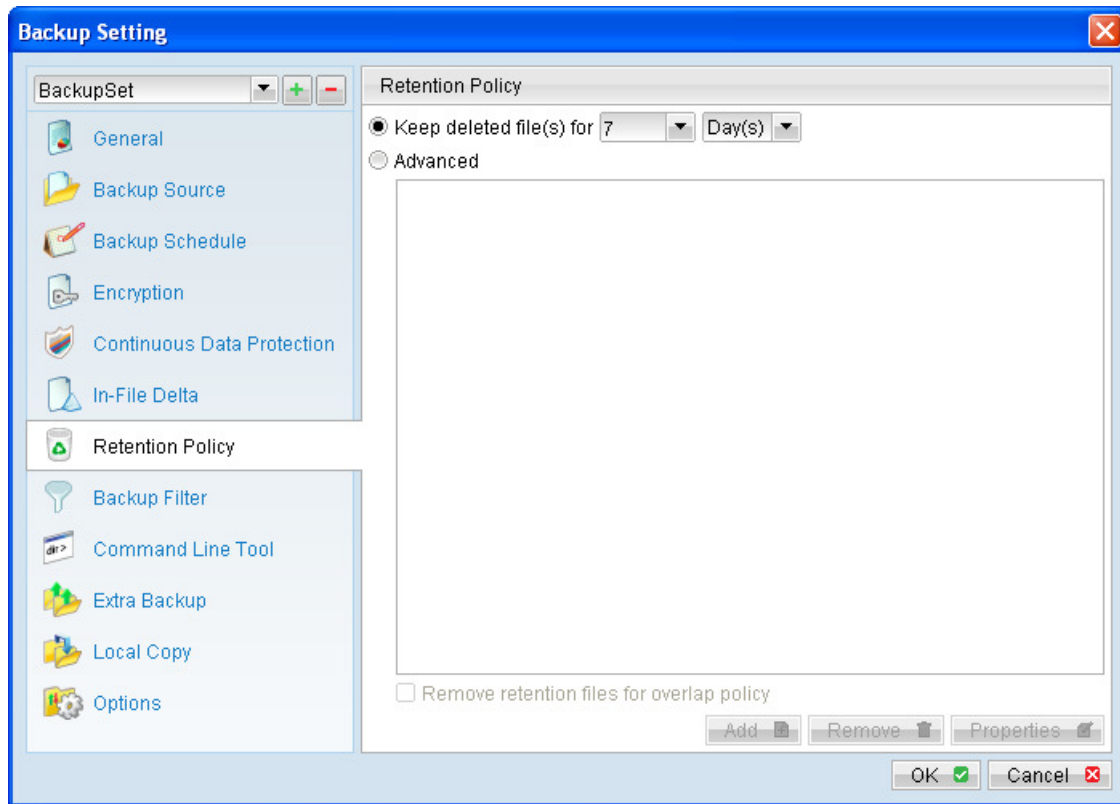 Backup Setting
BackupSet
General
Backup Source
Backup Schedule
Encryption
Continuous Data Protection
In-File Delta
Retention Policy
Backup Filter
dir>
Command Line Tool
Extra Backup
Local Copy
Options
Retention Policy
Keep deleted file(s) for 7 Day(s)
Advanced
Remove retention files for overlap policy
Add Remove Properties
OK Cancel